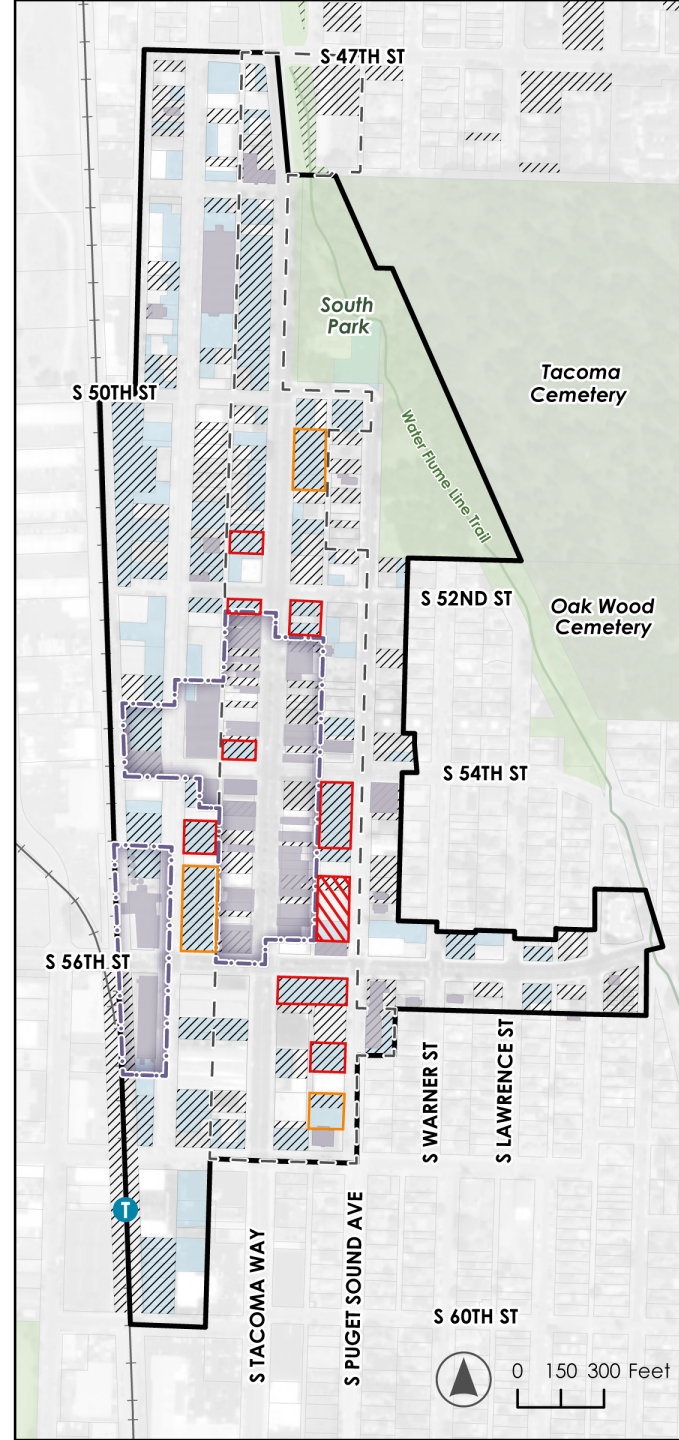 S 47TH ST
South
Park
Tacoma
Cemetery
S 50TH ST
Water Flume Line Trail
S 52ND ST
Oak Wood
Cemetery
S 54TH ST
S 56TH ST
S WARNER ST
S LAWRENCE ST
T
S TACOMA WAY
S PUGET SOUND AVE
S 60TH ST
0 150 300 Feet